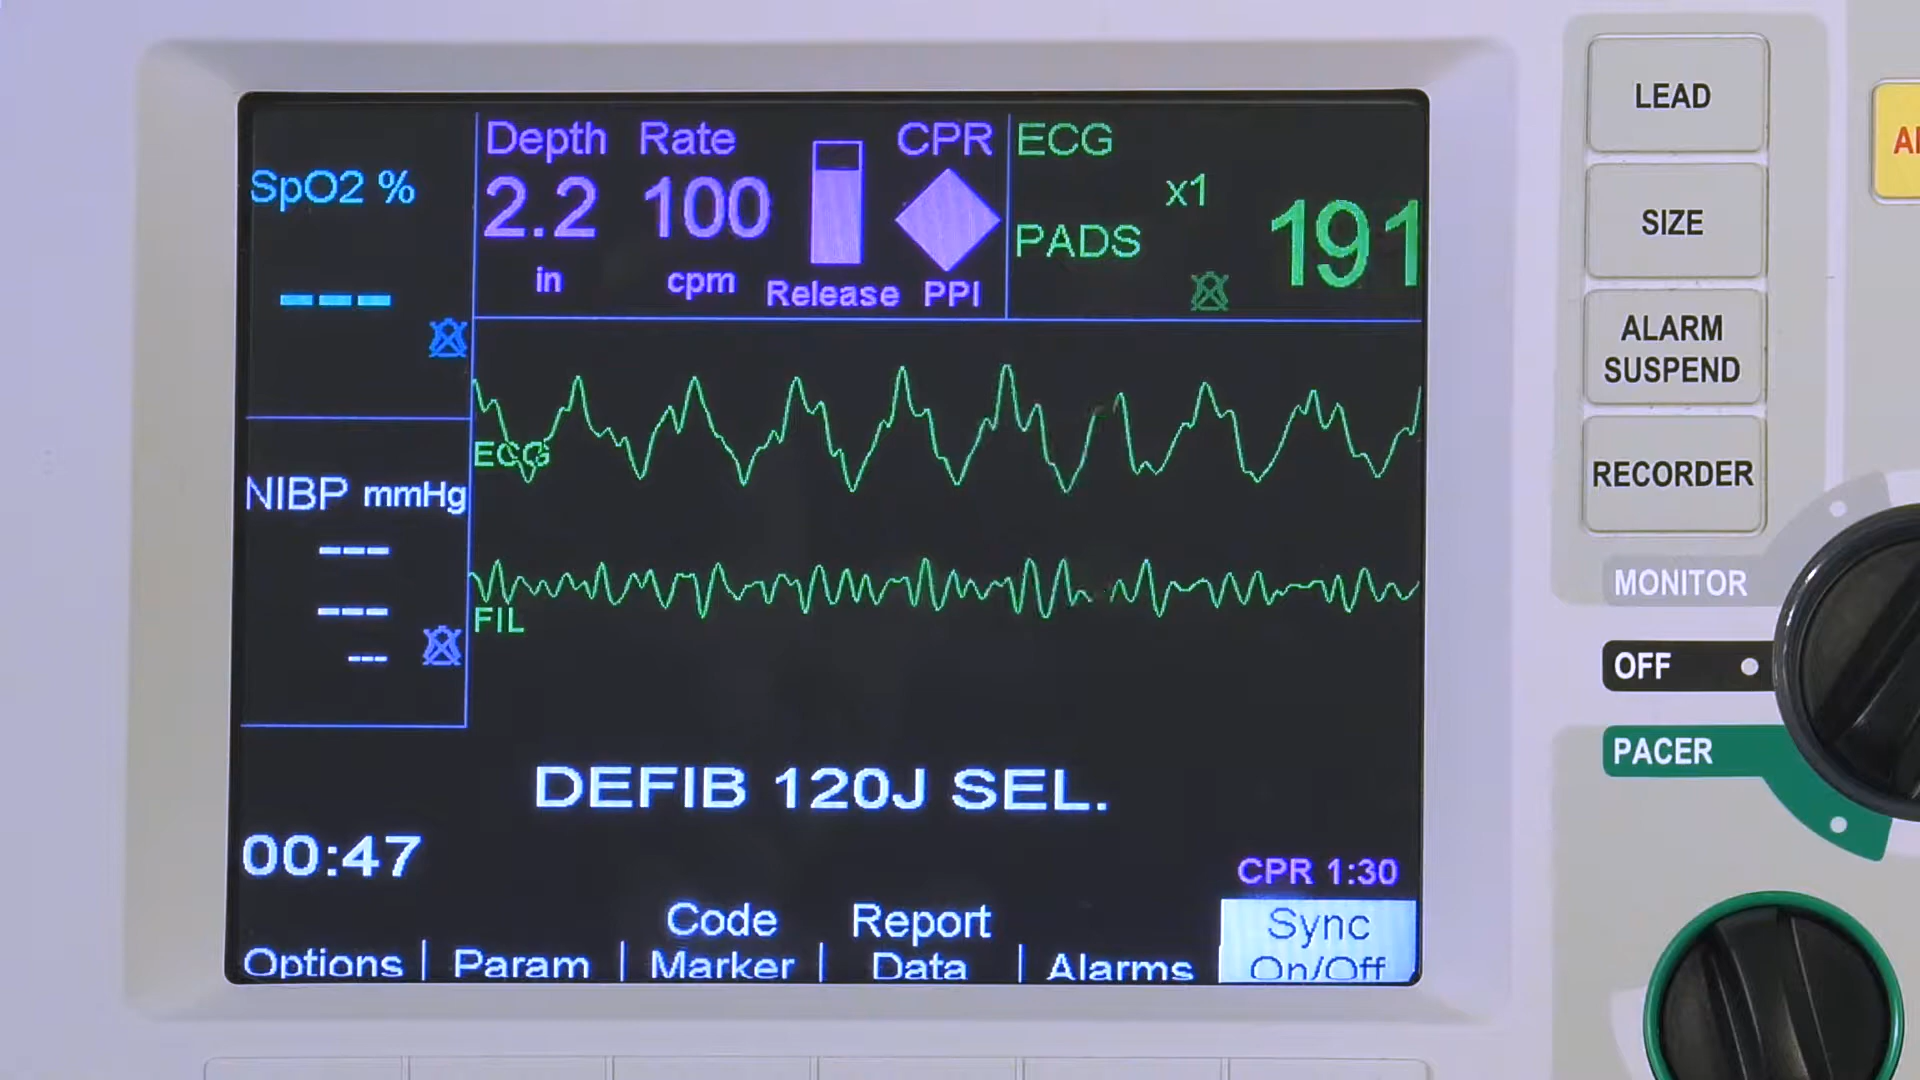 SpO2 %
---
NIBP mmHg
---
---
---
Depth Rate
2.2 100
in cpm
Release
CPR
PPI
ECG
x1
PADS
191
ECG
FIL
DEFIB 120J SEL.
00:47
CPR 1:30
Options
Param
Code
Marker
Report
Data
Alarms
Sync
On/Off
LEAD
SIZE
ALARM
SUSPEND
RECORDER
MONITOR
OFF
PACER